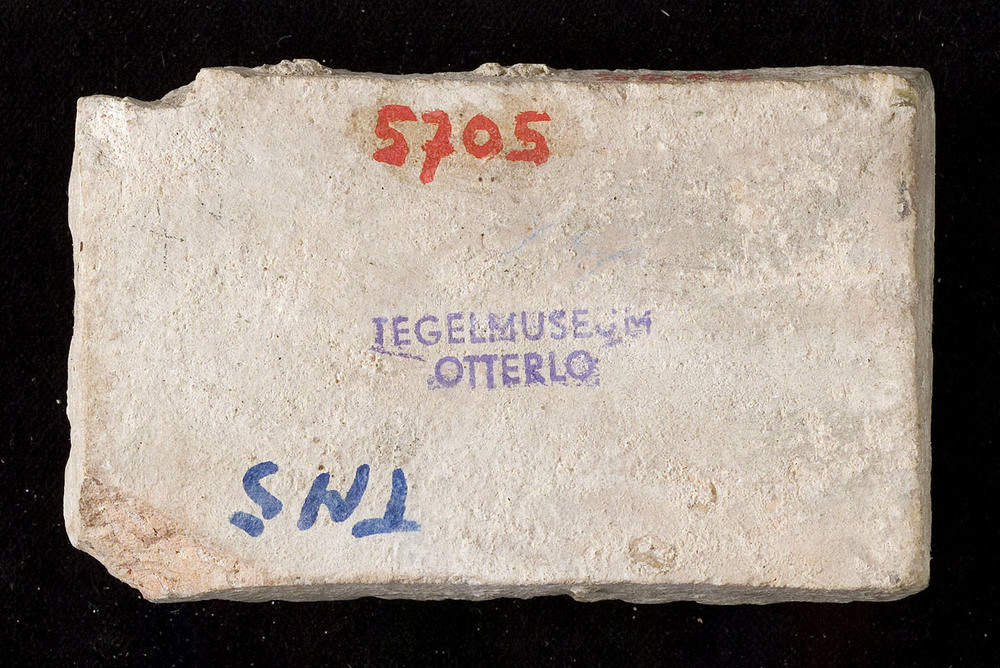 5705
TEGELMUSEUM
OTTERLO
TNS